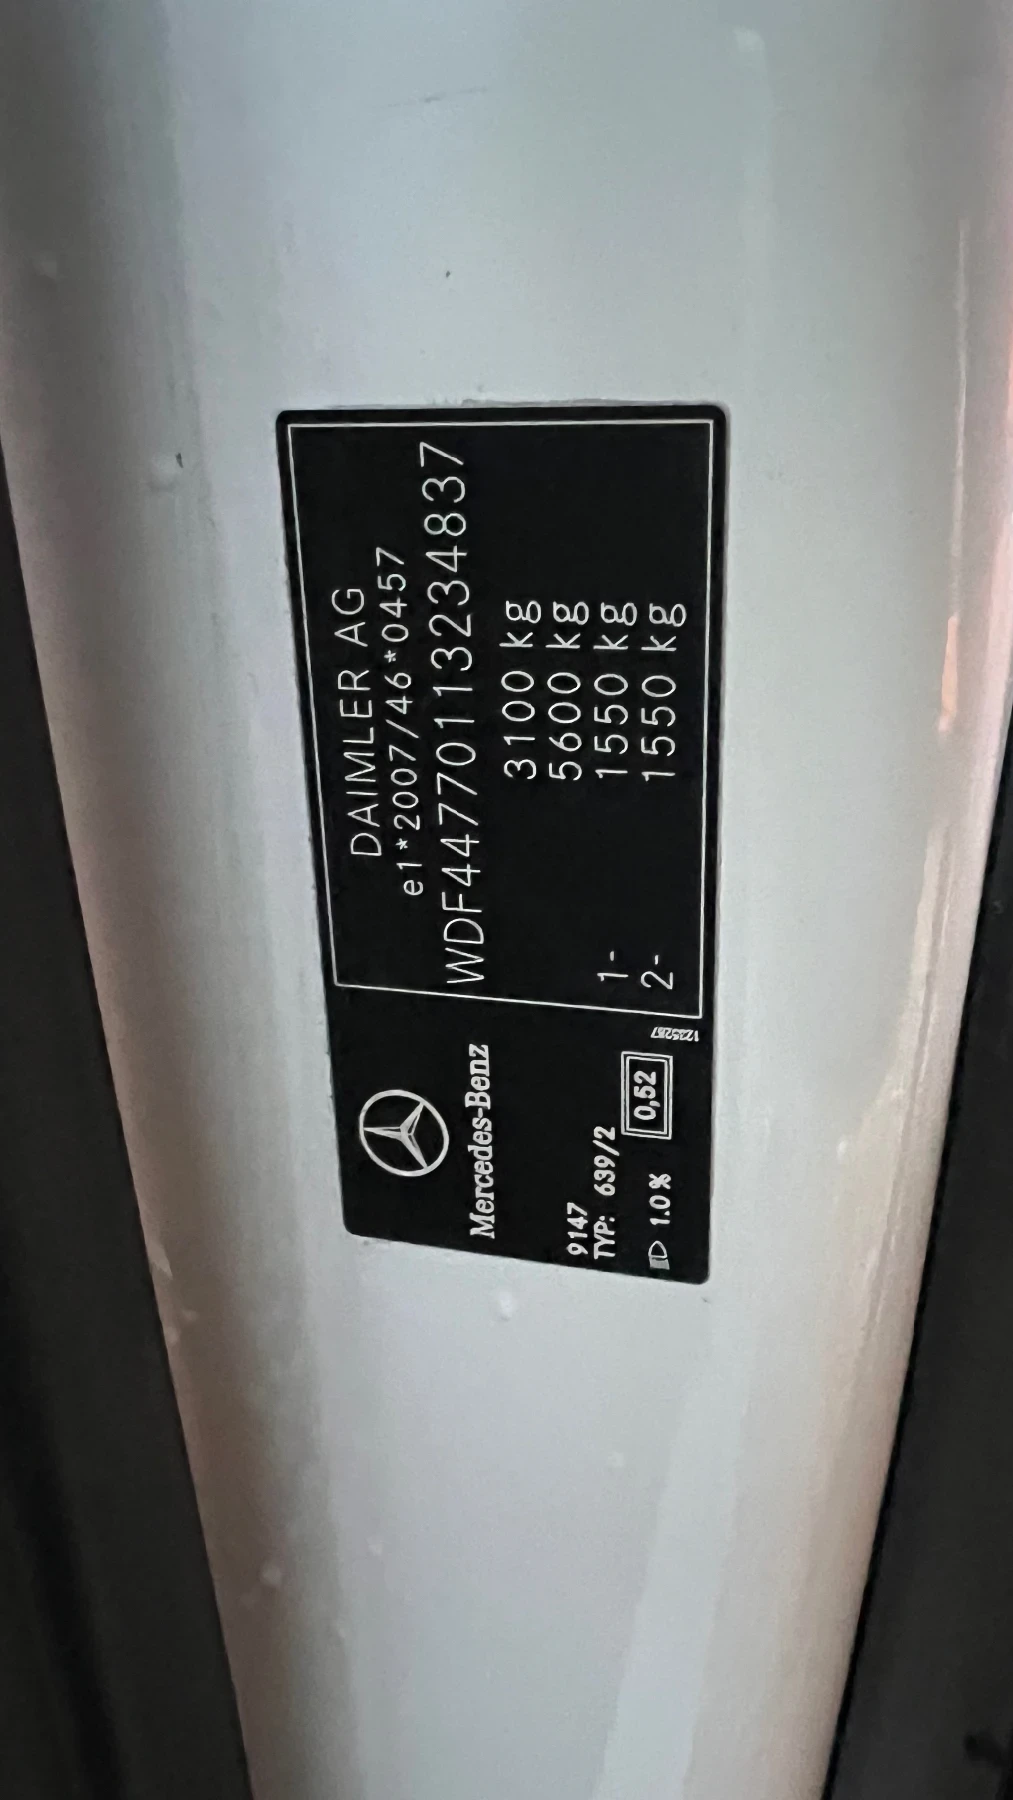 DAIMLER AG
e1*2007/46*0457
WDF44770113234837
3100 kg
5600 kg
1- 1550 kg
2- 1550 kg
Mercedes-Benz
9147
TYP: 639/2
1.0 %
0,52